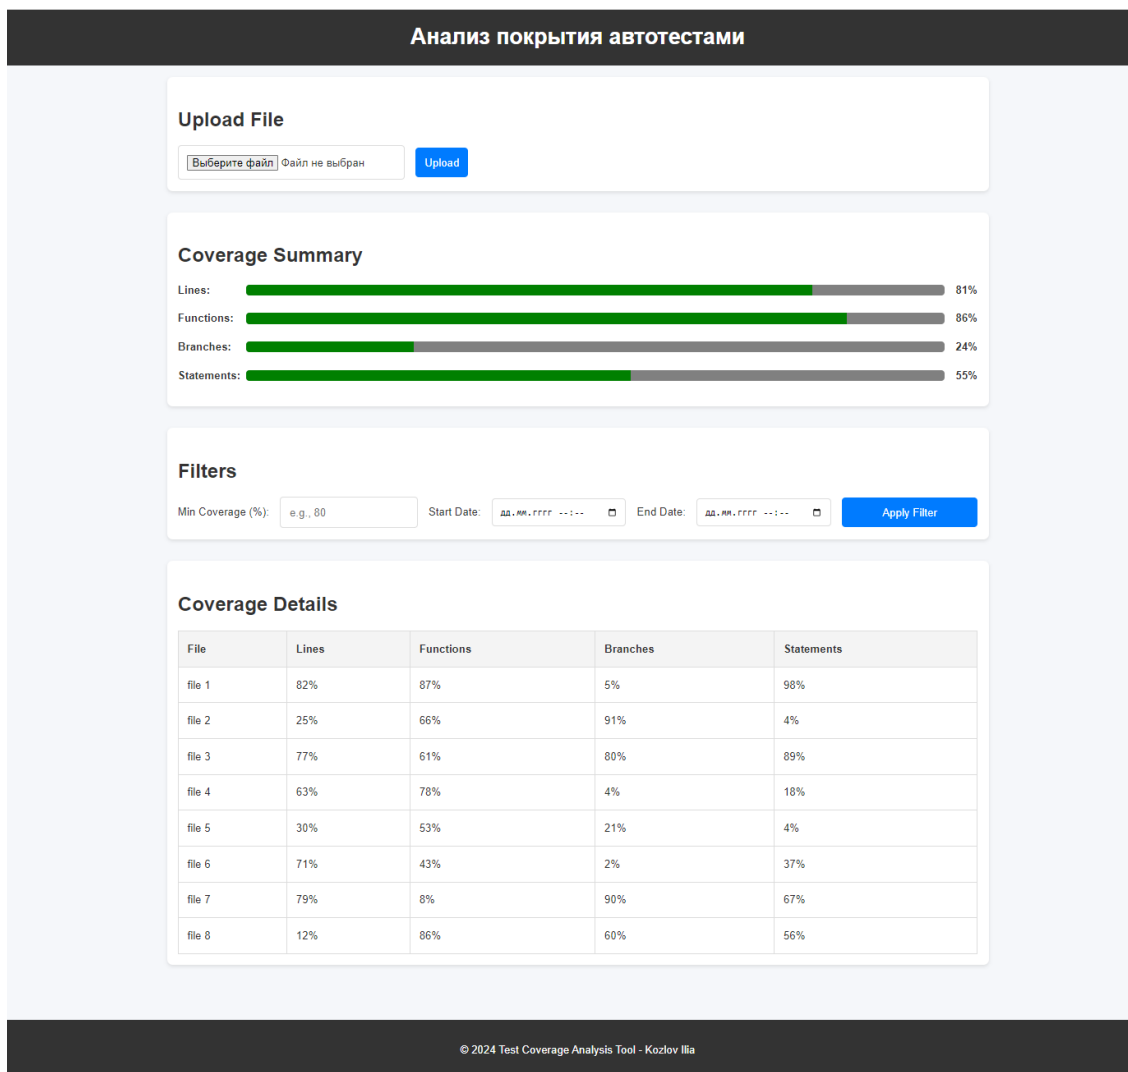 Анализ покрытия автотестами
Upload File
Выберите файл Файл не выбран Upload
Coverage Summary
Lines: 81%
Functions: 86%
Branches: 24%
Statements: 55%
Filters
Min Coverage (%): e.g., 80 Start Date: дд.мм.гггг --:-- End Date: дд.мм.гггг --:-- Apply Filter
Coverage Details
File Lines Functions Branches Statements
file 1 82% 87% 5% 98%
file 2 25% 66% 91% 4%
file 3 77% 61% 80% 89%
file 4 63% 78% 4% 18%
file 5 30% 53% 21% 4%
file 6 71% 43% 2% 37%
file 7 79% 8% 90% 67%
file 8 12% 86% 60% 56%
© 2024 Test Coverage Analysis Tool - Kozlov Ilia